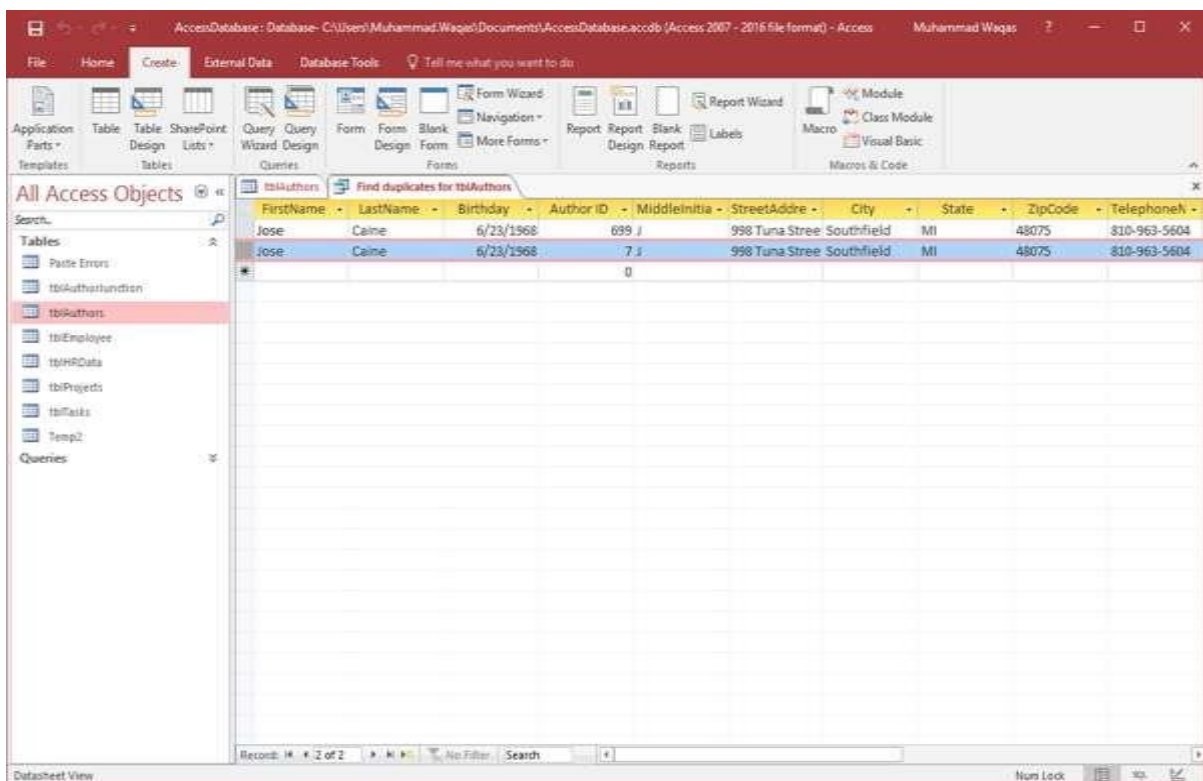 AccessDatabase : Database- C:\Users\Muhammad.Waqas\Documents\AccessDatabase.accdb (Access 2007 - 2016 file format) - Access Muhammad Waqas ?
File Home Create External Data Database Tools Tell me what you want to do
Application Parts Table Table Design SharePoint Lists Query Wizard Query Design Form Form Design Blank Form Form Wizard Navigation More Forms Report Report Design Blank Report Report Wizard Labels Macro Module Class Module Visual Basic
Templates Tables Queries Forms Reports Macros & Code
All Access Objects
Search..
Tables
Paste Errors
tblAuthorJunction
tblAuthors
tblEmployee
tblHRData
tblProjects
tblTasks
Temp2
Queries
tblAuthors Find duplicates for tblAuthors
FirstName LastName Birthday Author ID MiddleInitia StreetAddre City State ZipCode TelephoneN
Jose Caine 6/23/1968 699 J 998 Tuna Stree Southfield MI 48075 810-963-5604
Jose Caine 6/23/1968 7 J 998 Tuna Stree Southfield MI 48075 810-963-5604
0
Record: 2 of 2 No Filter Search
Datasheet View Num Lock SQL